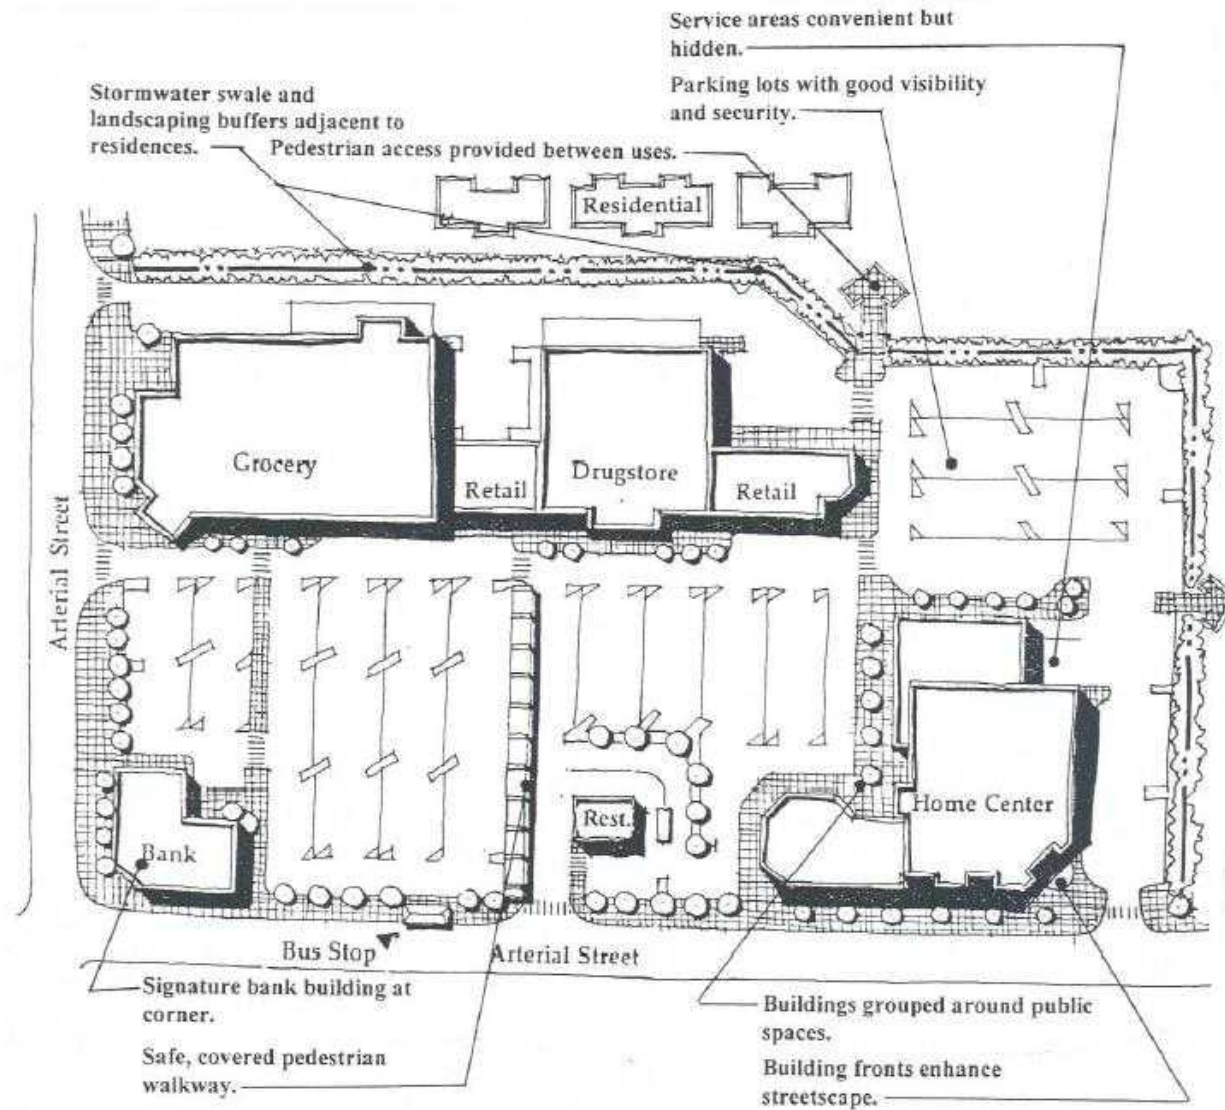 Service areas convenient but
hidden.
Parking lots with good visibility
and security.
Stormwater swale and
landscaping buffers adjacent to
residences.
Pedestrian access provided between uses.
Residential
Grocery
Retail
Drugstore
Retail
Arterial Street
Home Center
Rest.
Bank
Bus Stop
Arterial Street
Signature bank building at
corner.
Safe, covered pedestrian
walkway.
Buildings grouped around public
spaces.
Building fronts enhance
streetscape.